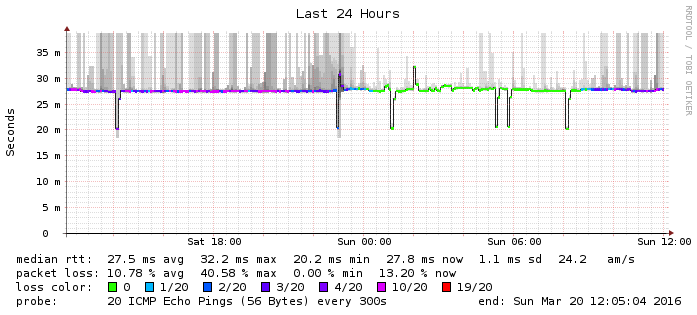 Last 24 Hours
RRDTOOL / TOBI OETIKER
Seconds
35 m
30 m
25 m
20 m
15 m
10 m
5 m
0
Sat 18:00 Sun 00:00 Sun 06:00 Sun 12:00
median rtt: 27.5 ms avg 32.2 ms max 20.2 ms min 27.8 ms now 1.1 ms sd 24.2 am/s
packet loss: 10.78 % avg 40.58 % max 0.00 % min 13.20 % now
loss color: 0 1/20 2/20 3/20 4/20 10/20 19/20
probe: 20 ICMP Echo Pings (56 Bytes) every 300s end: Sun Mar 20 12:05:04 2016